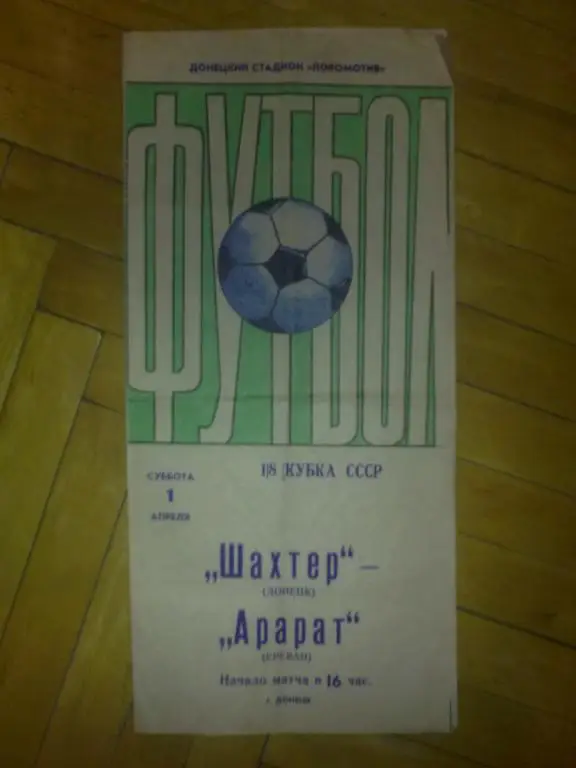 ДОНЕЦКИЙ СТАДИОН «ЛОКОМОТИВ»
ФУТБОЛ
СУББОТА
1
АПРЕЛЯ
1/8 КУБКА СССР
„Шахтер“ —
(ДОНЕЦК)
„Арарат“
(ЕРЕВАН)
Начало матча в 16 час.
г. ДОНЕЦК